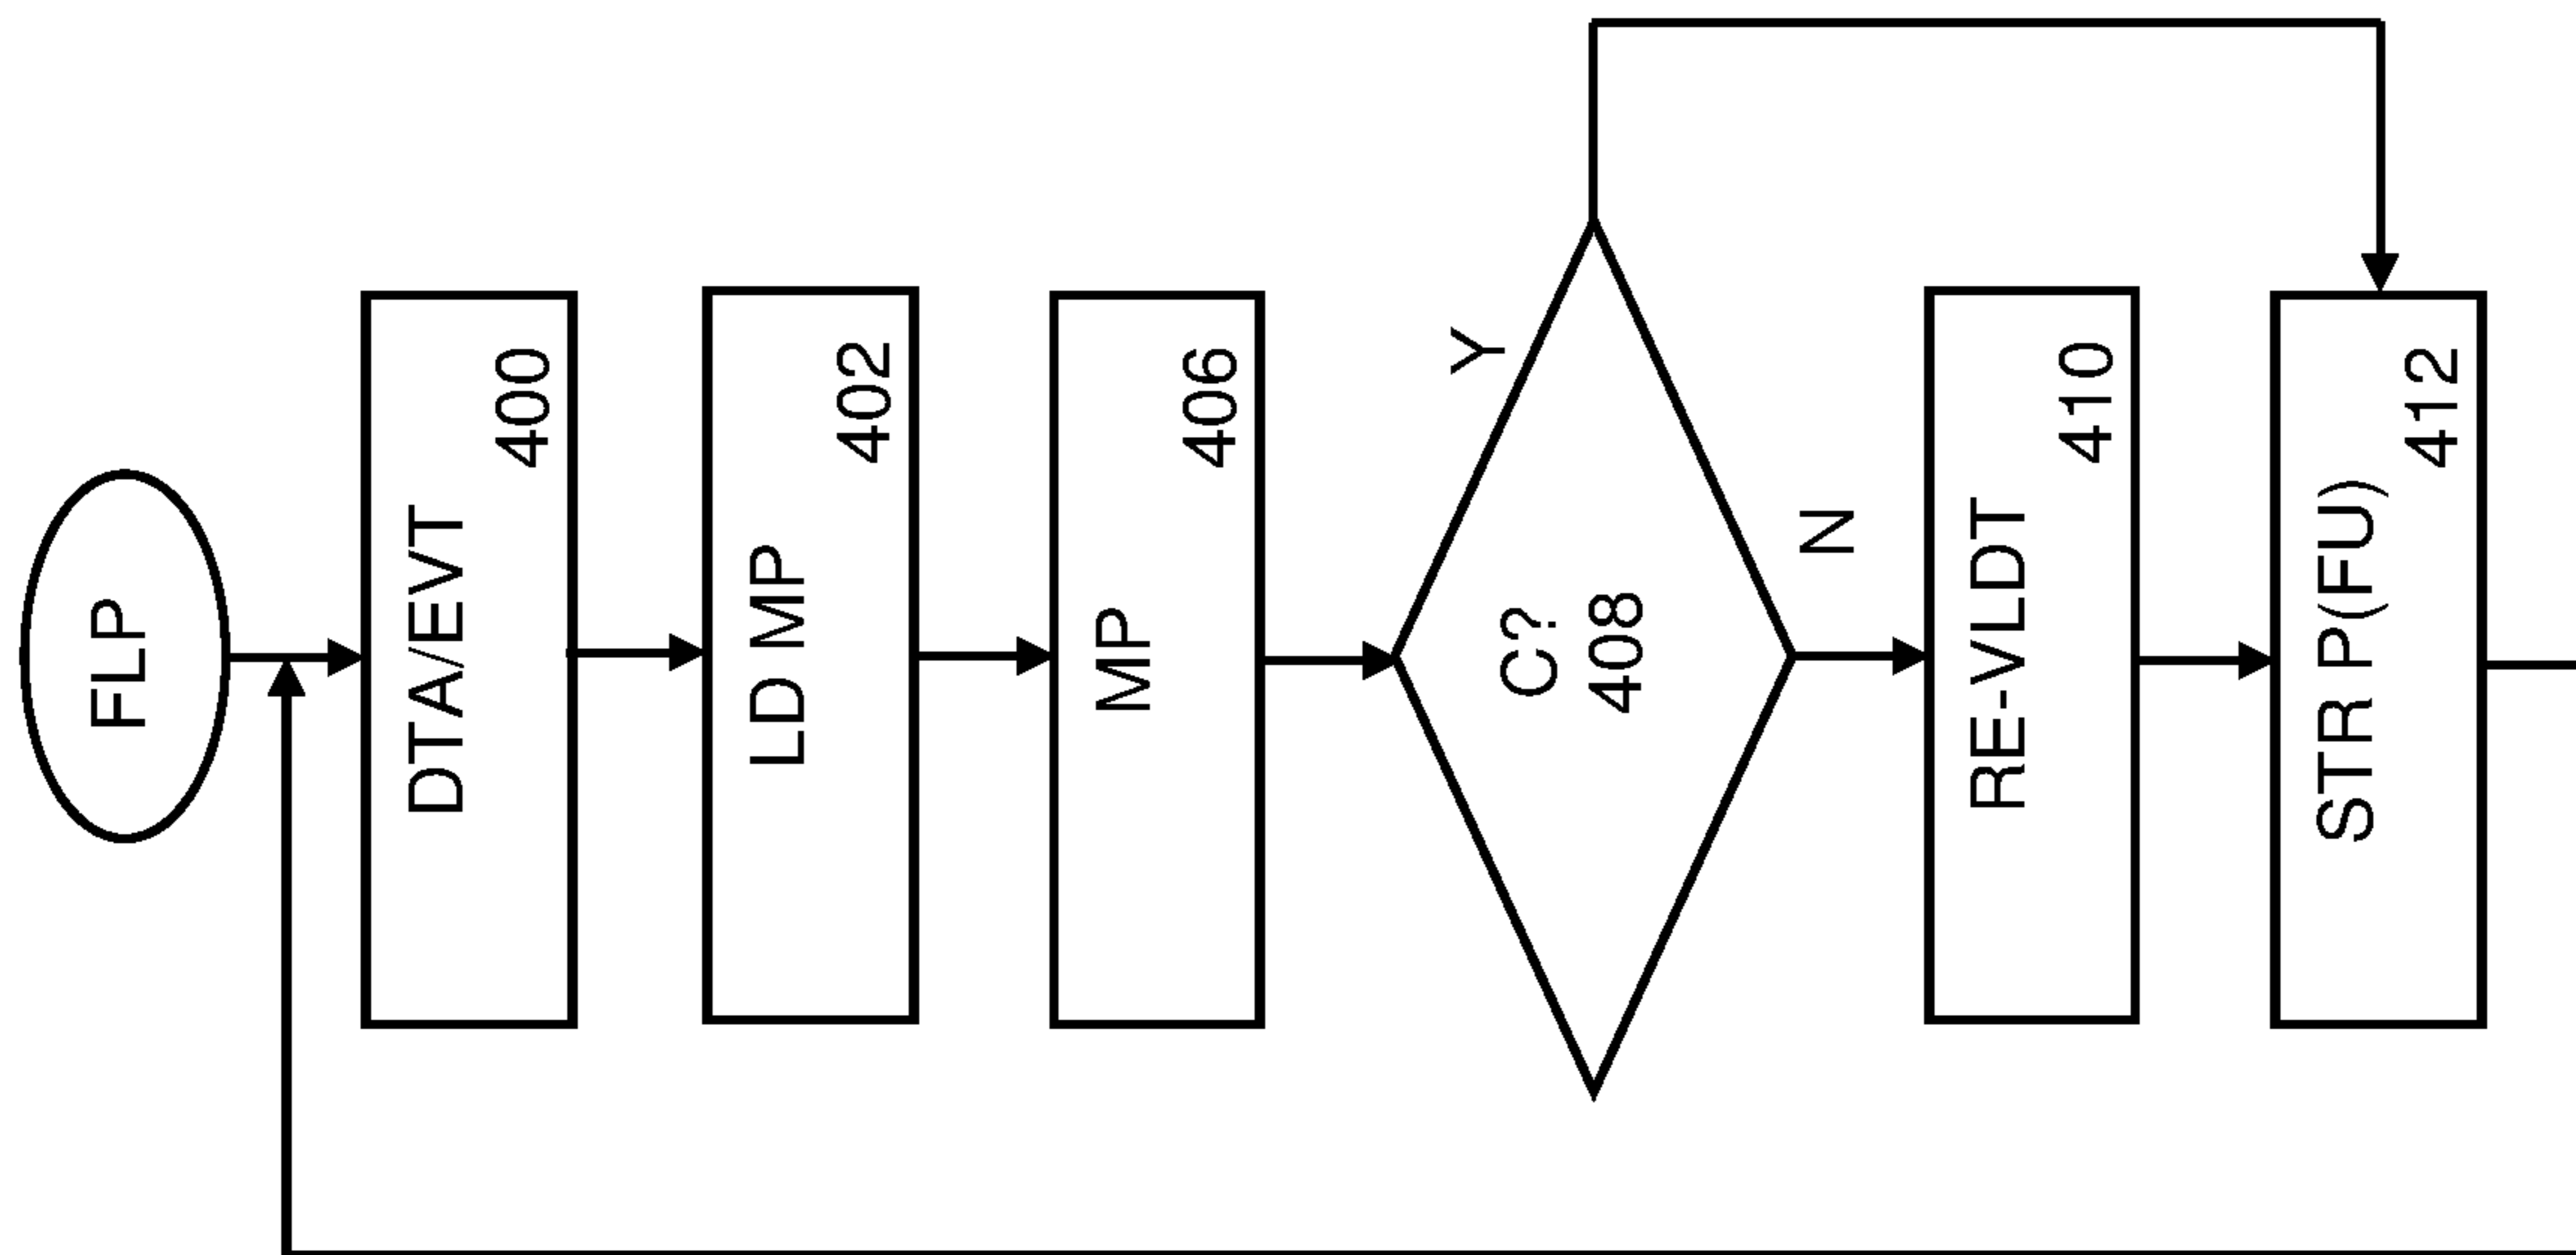 FLP
DTA/EVT
400
LD MP
402
MP
406
C?
408
Y
N
RE-VLDT
410
STR P(FU)
412